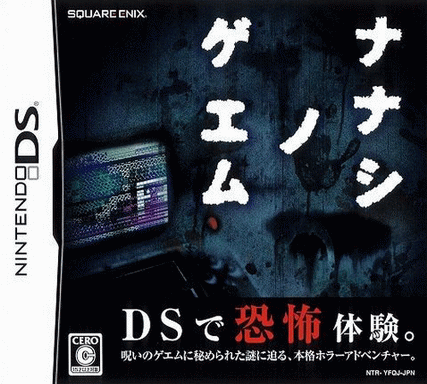 SQUARE ENIX.
ナナシ
ノ
ゲエム
NINTENDO DS
DSで恐怖体験。
呪いのゲエムに秘められた謎に迫る、本格ホラーアドベンチャー。
CERO
C
NTR-YFQJ-JPN